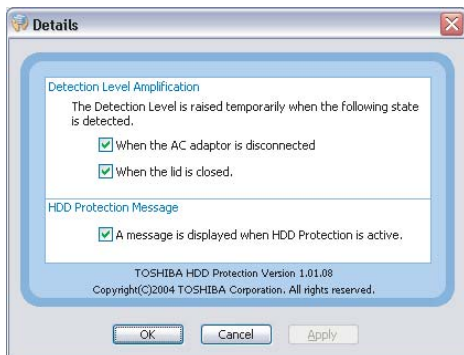 Details
Detection Level Amplification
The Detection Level is raised temporarily when the following state
is detected.
When the AC adaptor is disconnected
When the lid is closed.
HDD Protection Message
A message is displayed when HDD Protection is active.
TOSHIBA HDD Protection Version 1.01.08
Copyright(C)2004 TOSHIBA Corporation. All rights reserved.
OK Cancel Apply